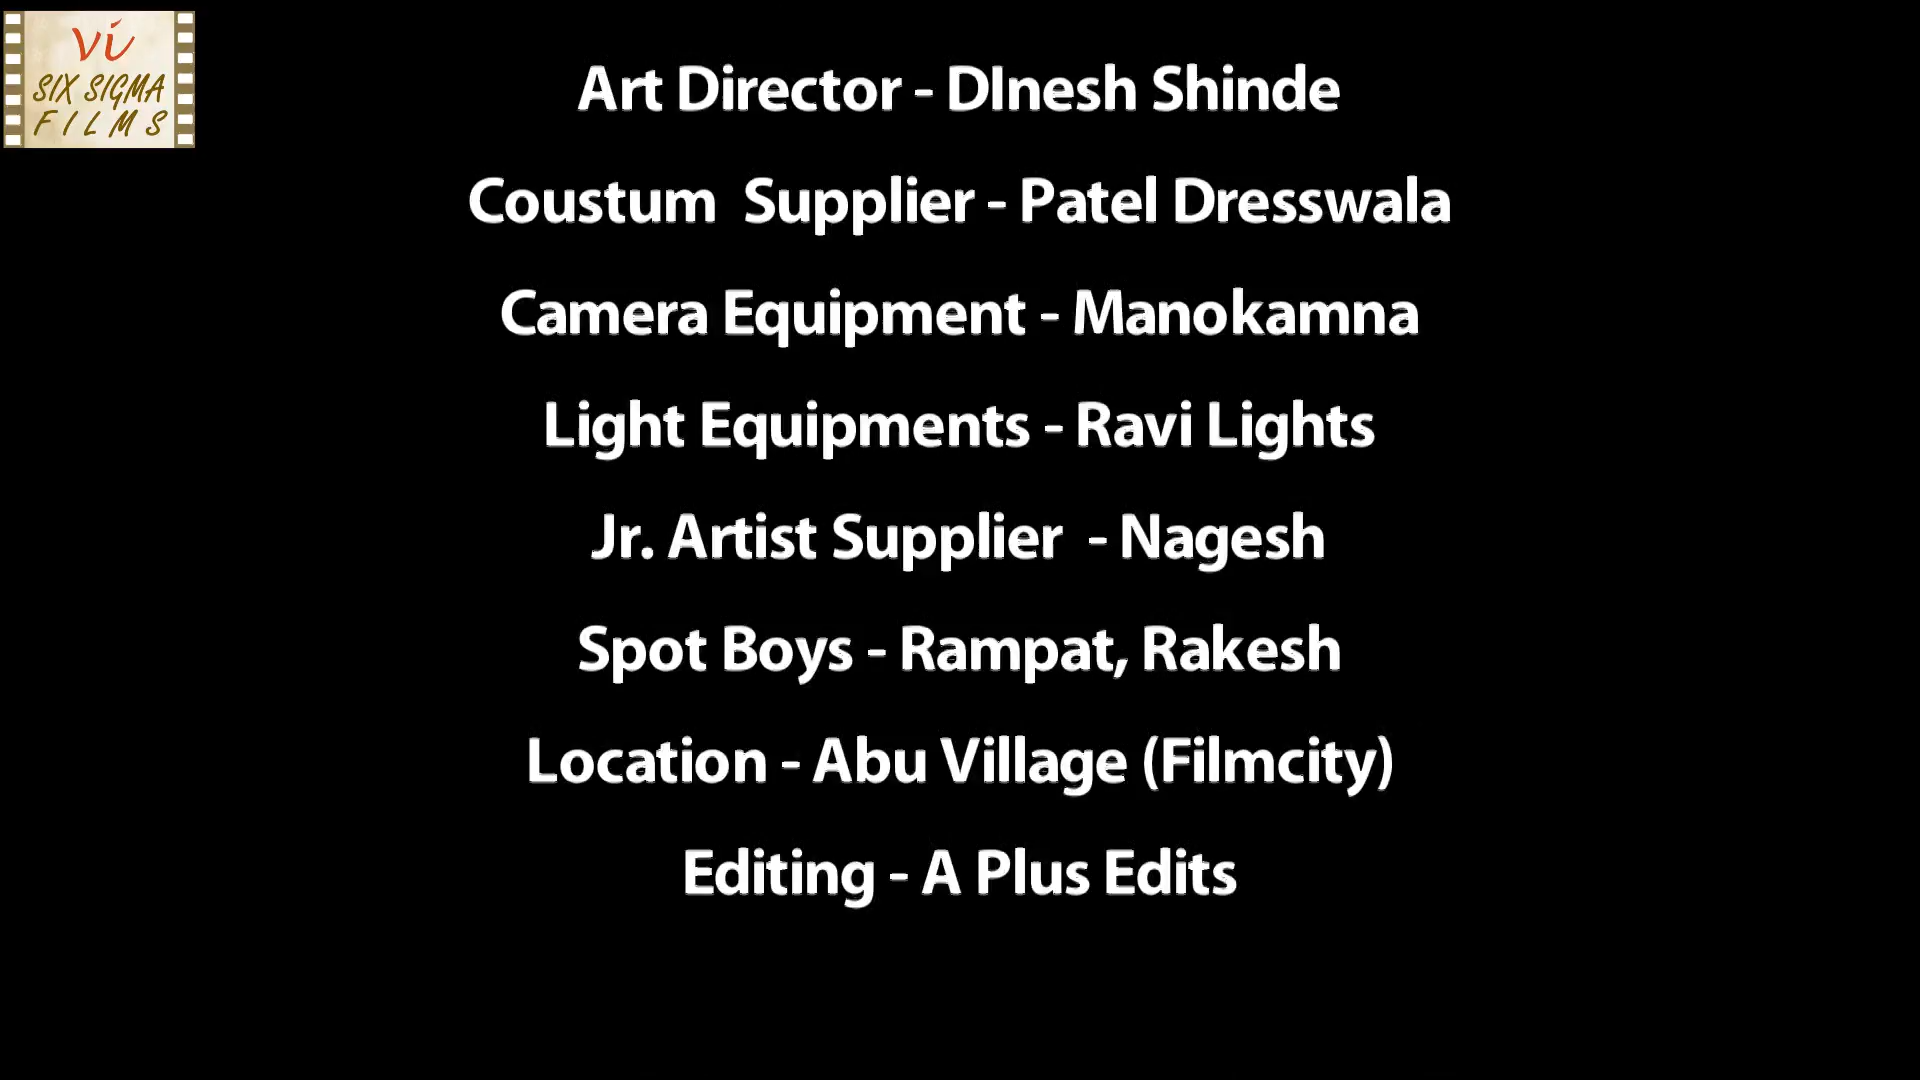 vi
SIX SIGMA
FILMS
Art Director - DInesh Shinde
Coustum  Supplier - Patel Dresswala
Camera Equipment - Manokamna
Light Equipments - Ravi Lights
Jr. Artist Supplier  - Nagesh
Spot Boys - Rampat, Rakesh
Location - Abu Village (Filmcity)
Editing - A Plus Edits